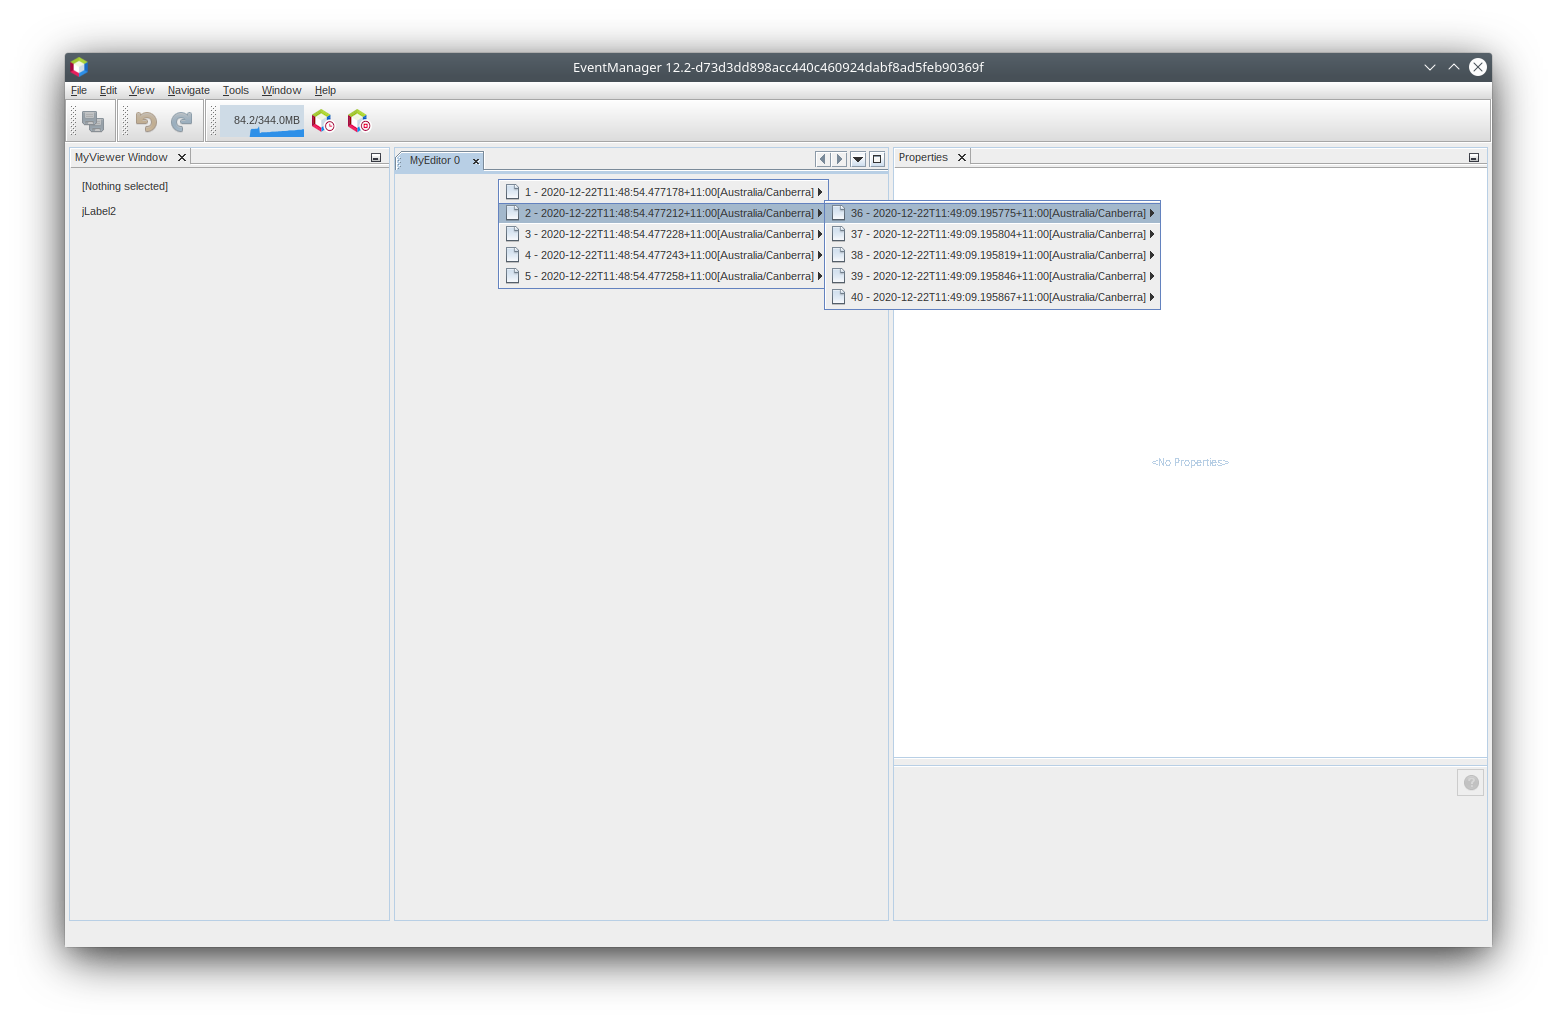 EventManager 12.2-d73d3dd898acc440c460924dabf8ad5feb90369f
File Edit View Navigate Tools Window Help
84.2/344.0MB
MyViewer Window
[Nothing selected]
jLabel2
MyEditor 0
1 - 2020-12-22T11:48:54.477178+11:00[Australia/Canberra]
2 - 2020-12-22T11:48:54.477212+11:00[Australia/Canberra]
3 - 2020-12-22T11:48:54.477228+11:00[Australia/Canberra]
4 - 2020-12-22T11:48:54.477243+11:00[Australia/Canberra]
5 - 2020-12-22T11:48:54.477258+11:00[Australia/Canberra]
36 - 2020-12-22T11:49:09.195775+11:00[Australia/Canberra]
37 - 2020-12-22T11:49:09.195804+11:00[Australia/Canberra]
38 - 2020-12-22T11:49:09.195819+11:00[Australia/Canberra]
39 - 2020-12-22T11:49:09.195846+11:00[Australia/Canberra]
40 - 2020-12-22T11:49:09.195867+11:00[Australia/Canberra]
Properties
<No Properties>
?